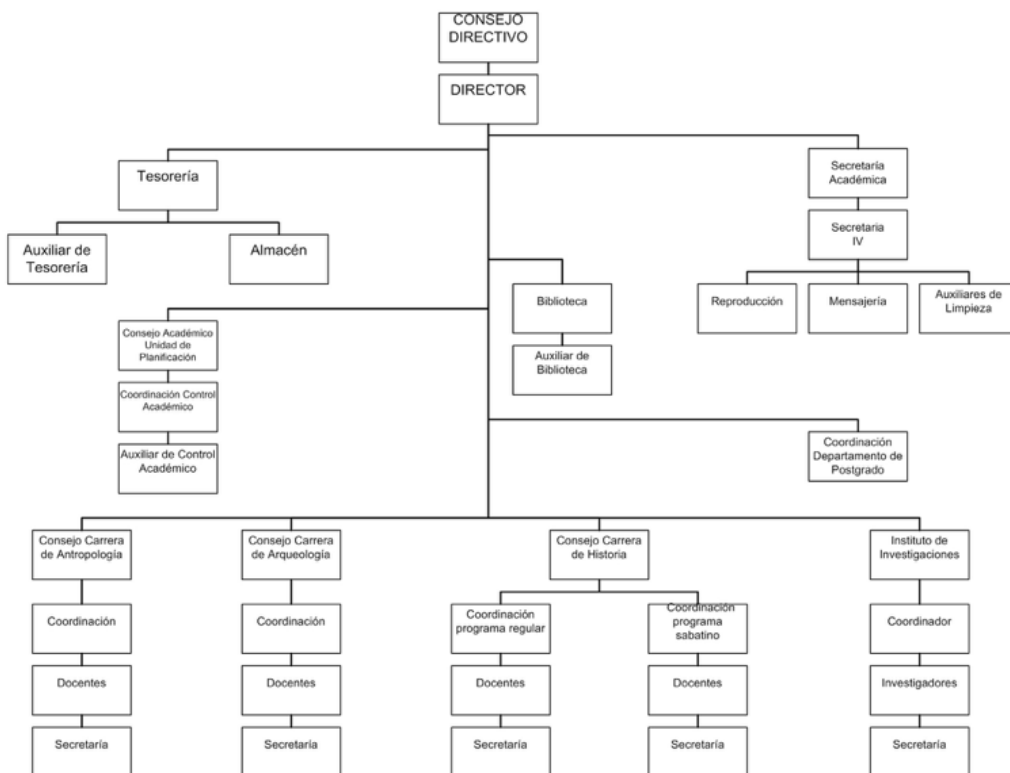 CONSEJO
DIRECTIVO
DIRECTOR
Tesorería
Auxiliar de
Tesorería
Almacén
Secretaría
Académica
Secretaria
IV
Reproducción
Mensajería
Auxiliares de
Limpieza
Biblioteca
Auxiliar de
Biblioteca
Consejo Académico
Unidad de
Planificación
Coordinación Control
Académico
Auxiliar de Control
Académico
Coordinación
Departamento de
Postgrado
Consejo Carrera
de Antropología
Coordinación
Docentes
Secretaría
Consejo Carrera
de Arqueología
Coordinación
Docentes
Secretaría
Consejo Carrera
de Historia
Coordinación
programa regular
Docentes
Secretaría
Coordinación
programa
sabatino
Docentes
Secretaría
Instituto de
Investigaciones
Coordinador
Investigadores
Secretaría